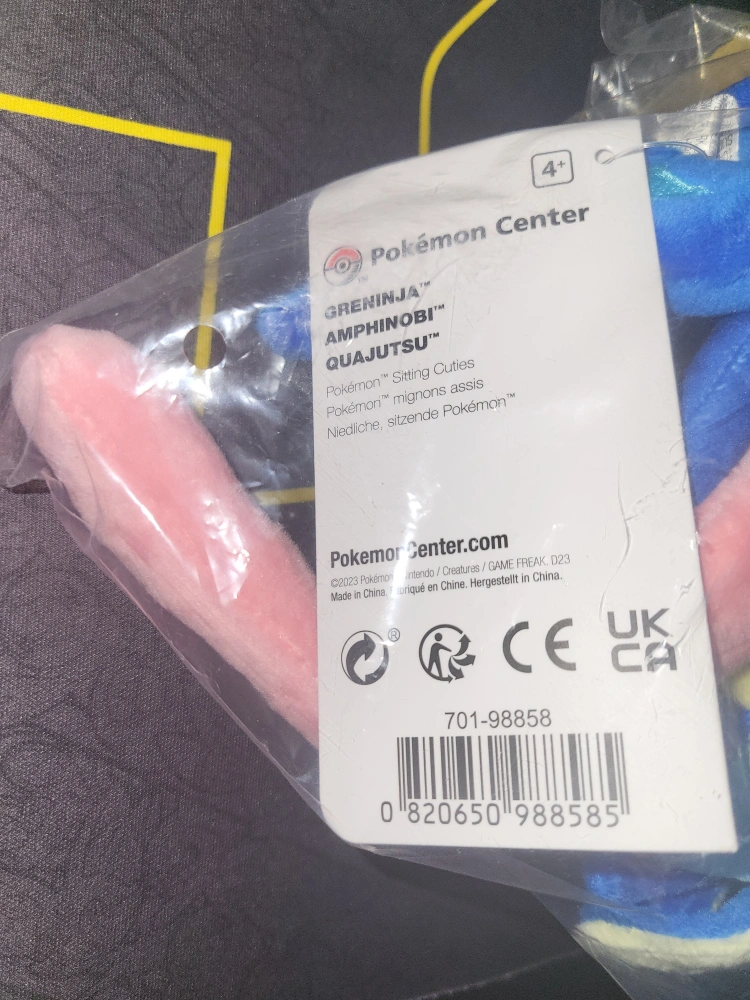 4+
Pokémon Center
GRENINJA™
AMPHINOBI™
QUAJUTSU™
Pokémon™ Sitting Cuties
Pokémon™ mignons assis
Niedliche, sitzende Pokémon™
PokemonCenter.com
©2023 Pokémon. Nintendo / Creatures / GAME FREAK. D23
Made in China. Fabriqué en Chine. Hergestellt in China.
®
CE
UK
CA
701-98858
0 820650 988585